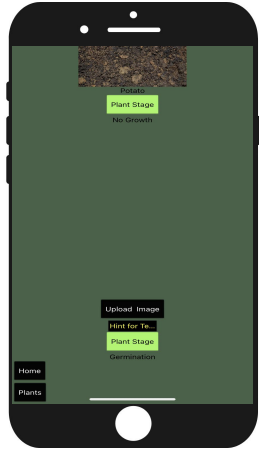 Potato
Plant Stage
No Growth
Upload Image
Hint for Te...
Plant Stage
Germination
Home
Plants